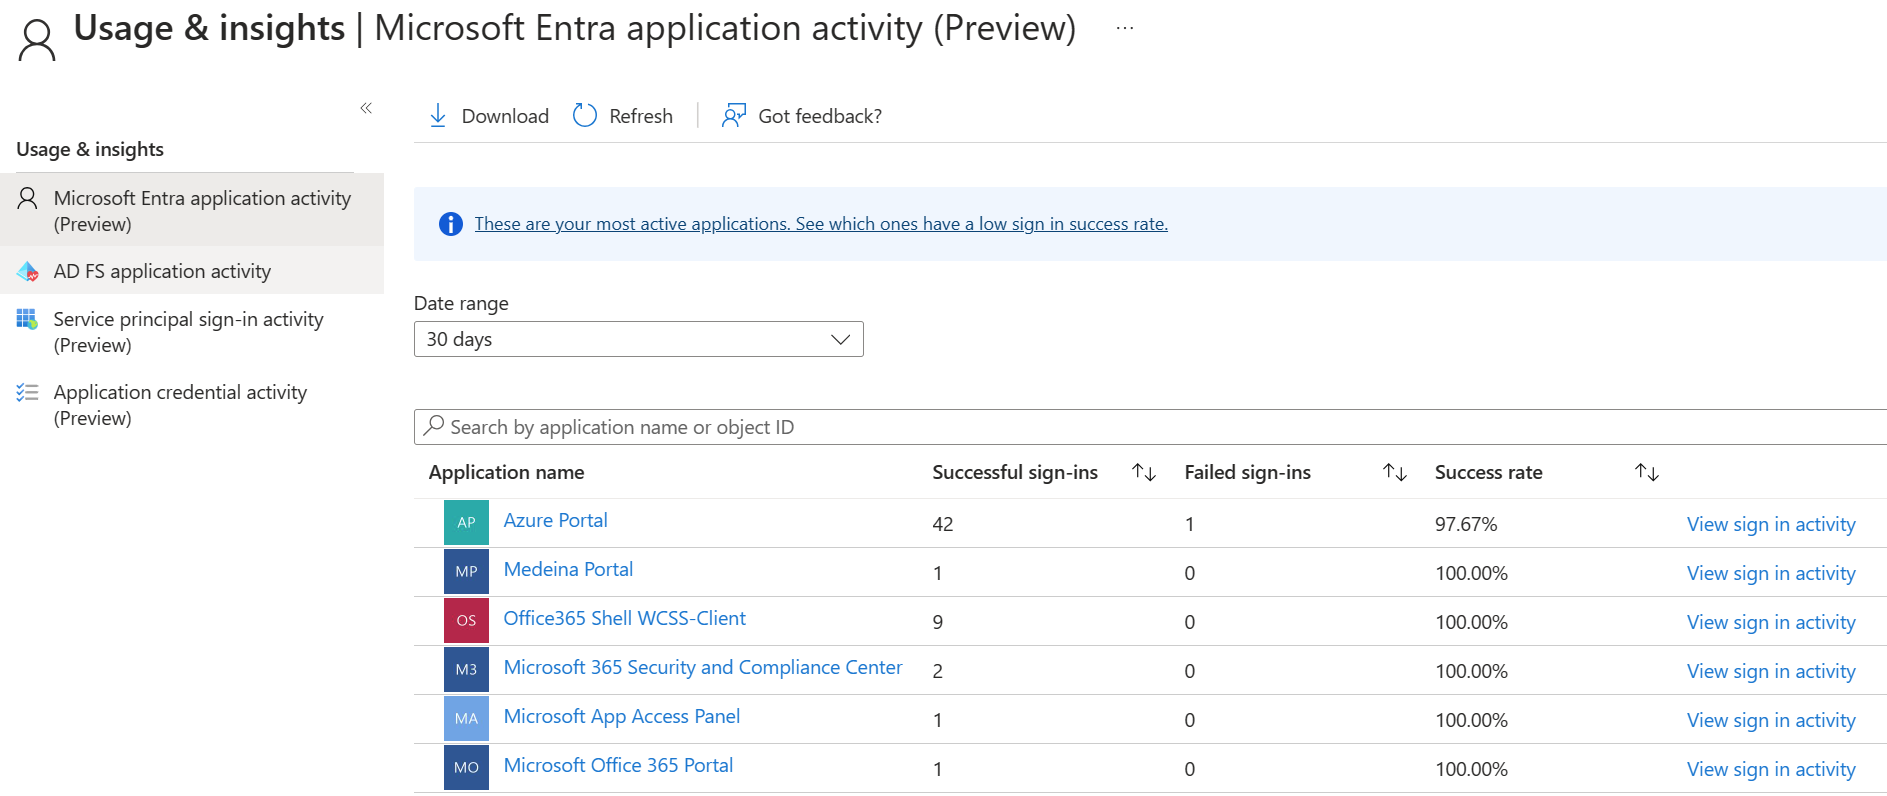 Usage & insights | Microsoft Entra application activity (Preview) ...
«
Usage & insights
Microsoft Entra application activity
(Preview)
AD FS application activity
Service principal sign-in activity
(Preview)
Application credential activity
(Preview)
Download Refresh | Got feedback?
These are your most active applications. See which ones have a low sign in success rate.
Date range
30 days
Search by application name or object ID
Application name Successful sign-ins ↑↓ Failed sign-ins ↑↓ Success rate ↑↓
AP Azure Portal 42 1 97.67% View sign in activity
MP Medeina Portal 1 0 100.00% View sign in activity
OS Office365 Shell WCSS-Client 9 0 100.00% View sign in activity
M3 Microsoft 365 Security and Compliance Center 2 0 100.00% View sign in activity
MA Microsoft App Access Panel 1 0 100.00% View sign in activity
MO Microsoft Office 365 Portal 1 0 100.00% View sign in activity